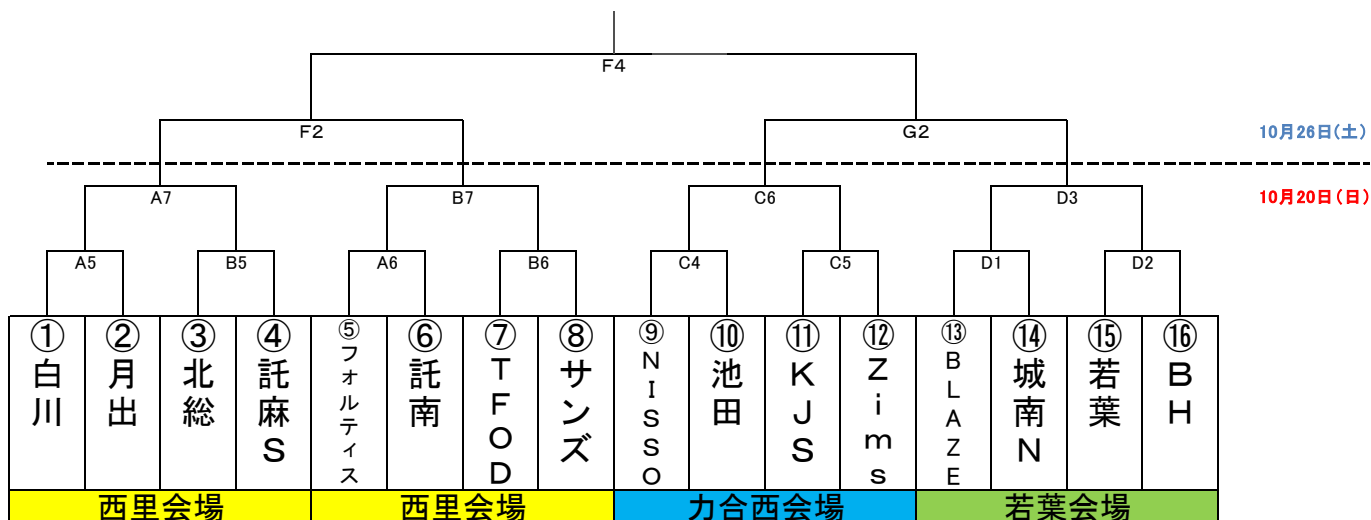 F4
F2
G2
10月26日(土)
A7
B7
C6
D3
10月20日(日)
A5
B5
A6
B6
C4
C5
D1
D2
①白川
②月出
③北総
④託麻S
⑤フォルティス
⑥託南
⑦TFOD
⑧サンズ
⑨NISSO
⑩池田
⑪KJS
⑫Zims
⑬BLAZE
⑭城南N
⑮若葉
⑯BH
西里会場
西里会場
力合西会場
若葉会場